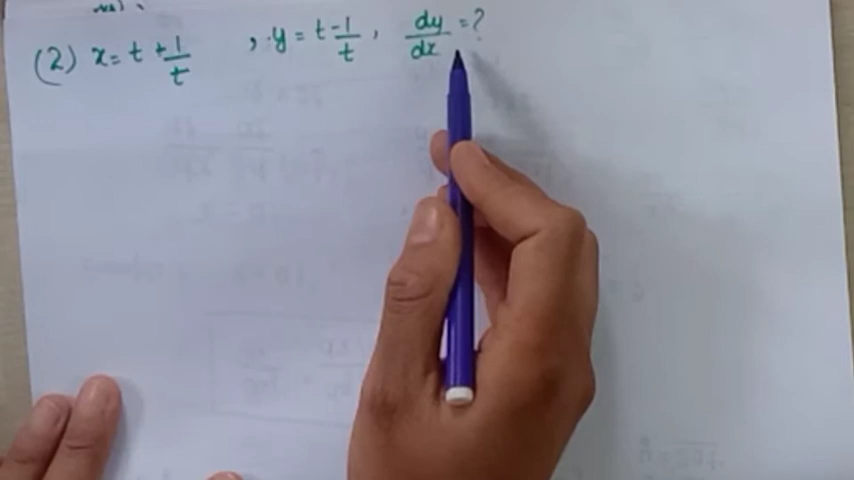 (2) x = t + 1/t , y = t - 1/t , dy/dx = ?